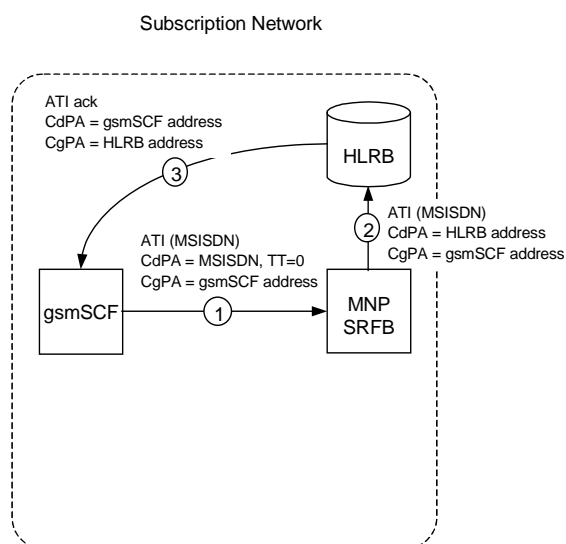 Subscription Network
ATI ack
CdPA = gsmSCF address
CgPA = HLRB address
HLRB
3
ATI (MSISDN)
CdPA = HLRB address
CgPA = gsmSCF address
2
ATI (MSISDN)
CdPA = MSISDN, TT=0
CgPA = gsmSCF address
gsmSCF
1
MNP
SRFB